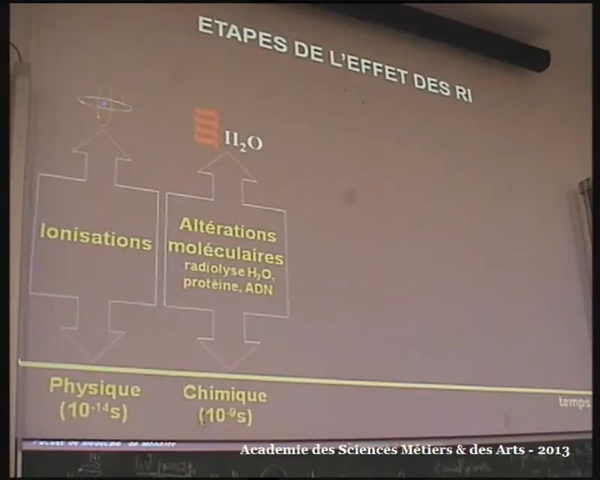 ETAPES DE L'EFFET DES RI
H₂O
Ionisations
Altérations
moléculaires
radiolyse H₂O,
protéine, ADN
Physique
(10⁻¹⁴s)
Chimique
(10⁻⁹s)
temps
Academie des Sciences Métiers & des Arts - 2013